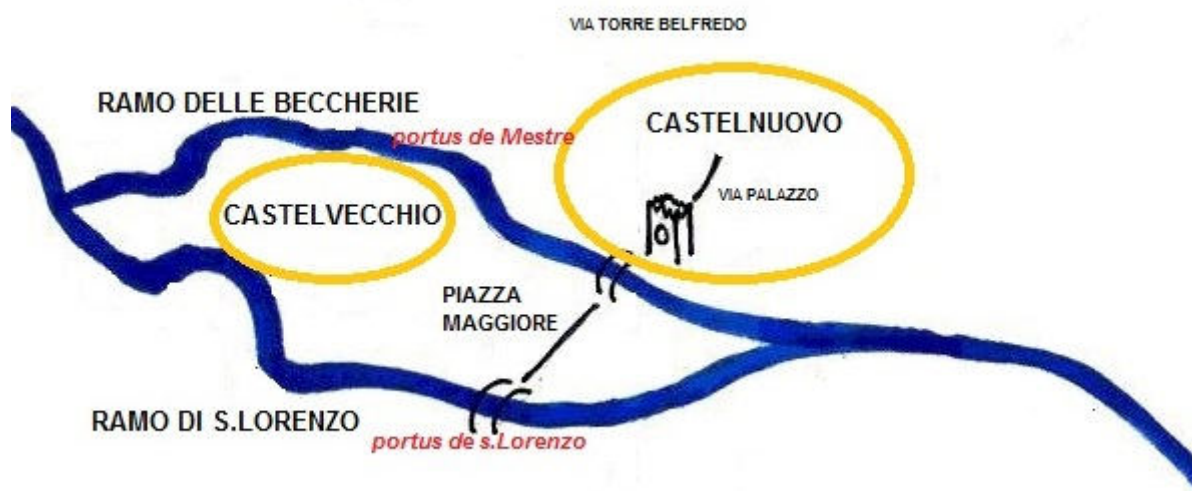 VIA TORRE BELFREDO
RAMO DELLE BECCHERIE
portus de Mestre
CASTELNUOVO
VIA PALAZZO
CASTELVECCHIO
PIAZZA
MAGGIORE
RAMO DI S.LORENZO
portus de s.Lorenzo